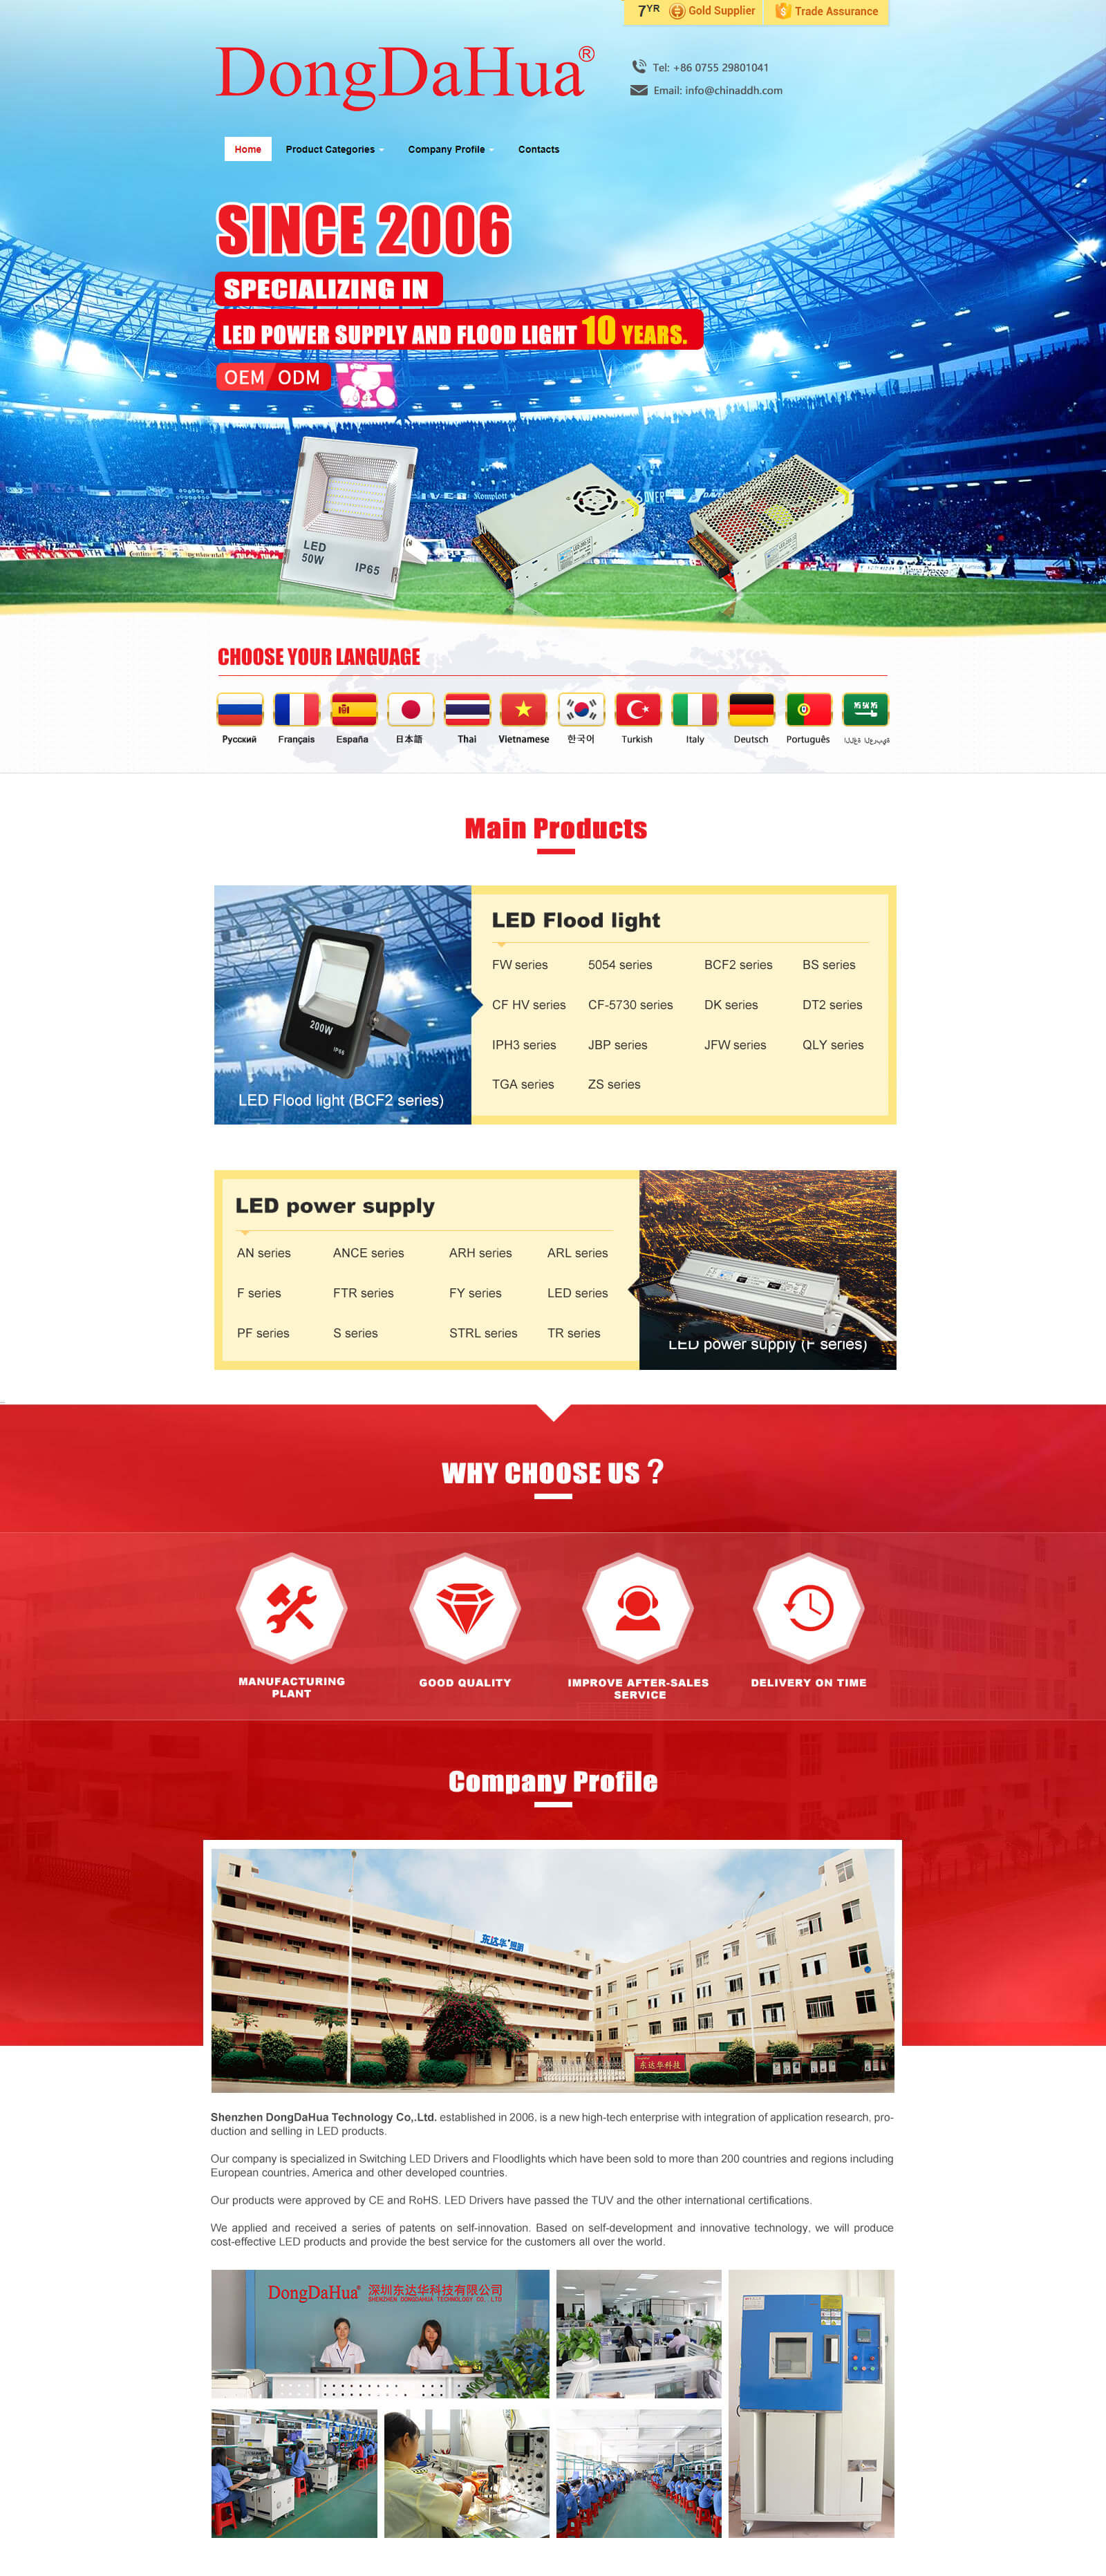 7YR Gold Supplier Trade Assurance
DongDaHua®
Tel: +86 0755 29801041
Email: info@chinaddh.com
Home Product Categories Company Profile Contacts
SINCE 2006
SPECIALIZING IN
LED POWER SUPPLY AND FLOOD LIGHT 10 YEARS.
OEM / ODM
Komplett
LED
50W
IP65
CHOOSE YOUR LANGUAGE
Русский Français España 日本語 Thai Vietnamese 한국어 Turkish Italy Deutsch Português
Main Products
LED Flood light
FW series 5054 series BCF2 series BS series
CF HV series CF-5730 series DK series DT2 series
IPH3 series JBP series JFW series QLY series
TGA series ZS series
200W
IP66
LED Flood light (BCF2 series)
LED power supply
AN series ANCE series ARH series ARL series
F series FTR series FY series LED series
PF series S series STRL series TR series
LED power supply (F series)
WHY CHOOSE US ?
MANUFACTURING
PLANT
GOOD QUALITY
IMPROVE AFTER-SALES
SERVICE
DELIVERY ON TIME
Company Profile
东达华 照明
东达华科技
Shenzhen DongDaHua Technology Co,.Ltd. established in 2006, is a new high-tech enterprise with integration of application research, pro-
duction and selling in LED products.
Our company is specialized in Switching LED Drivers and Floodlights which have been sold to more than 200 countries and regions including
European countries, America and other developed countries.
Our products were approved by CE and RoHS. LED Drivers have passed the TUV and the other international certifications.
We applied and received a series of patents on self-innovation. Based on self-development and innovative technology, we will produce
cost-effective LED products and provide the best service for the customers all over the world.
DongDaHua® 深圳东达华科技有限公司
SHENZHEN DONGDAHUA TECHNOLOGY CO., LTD